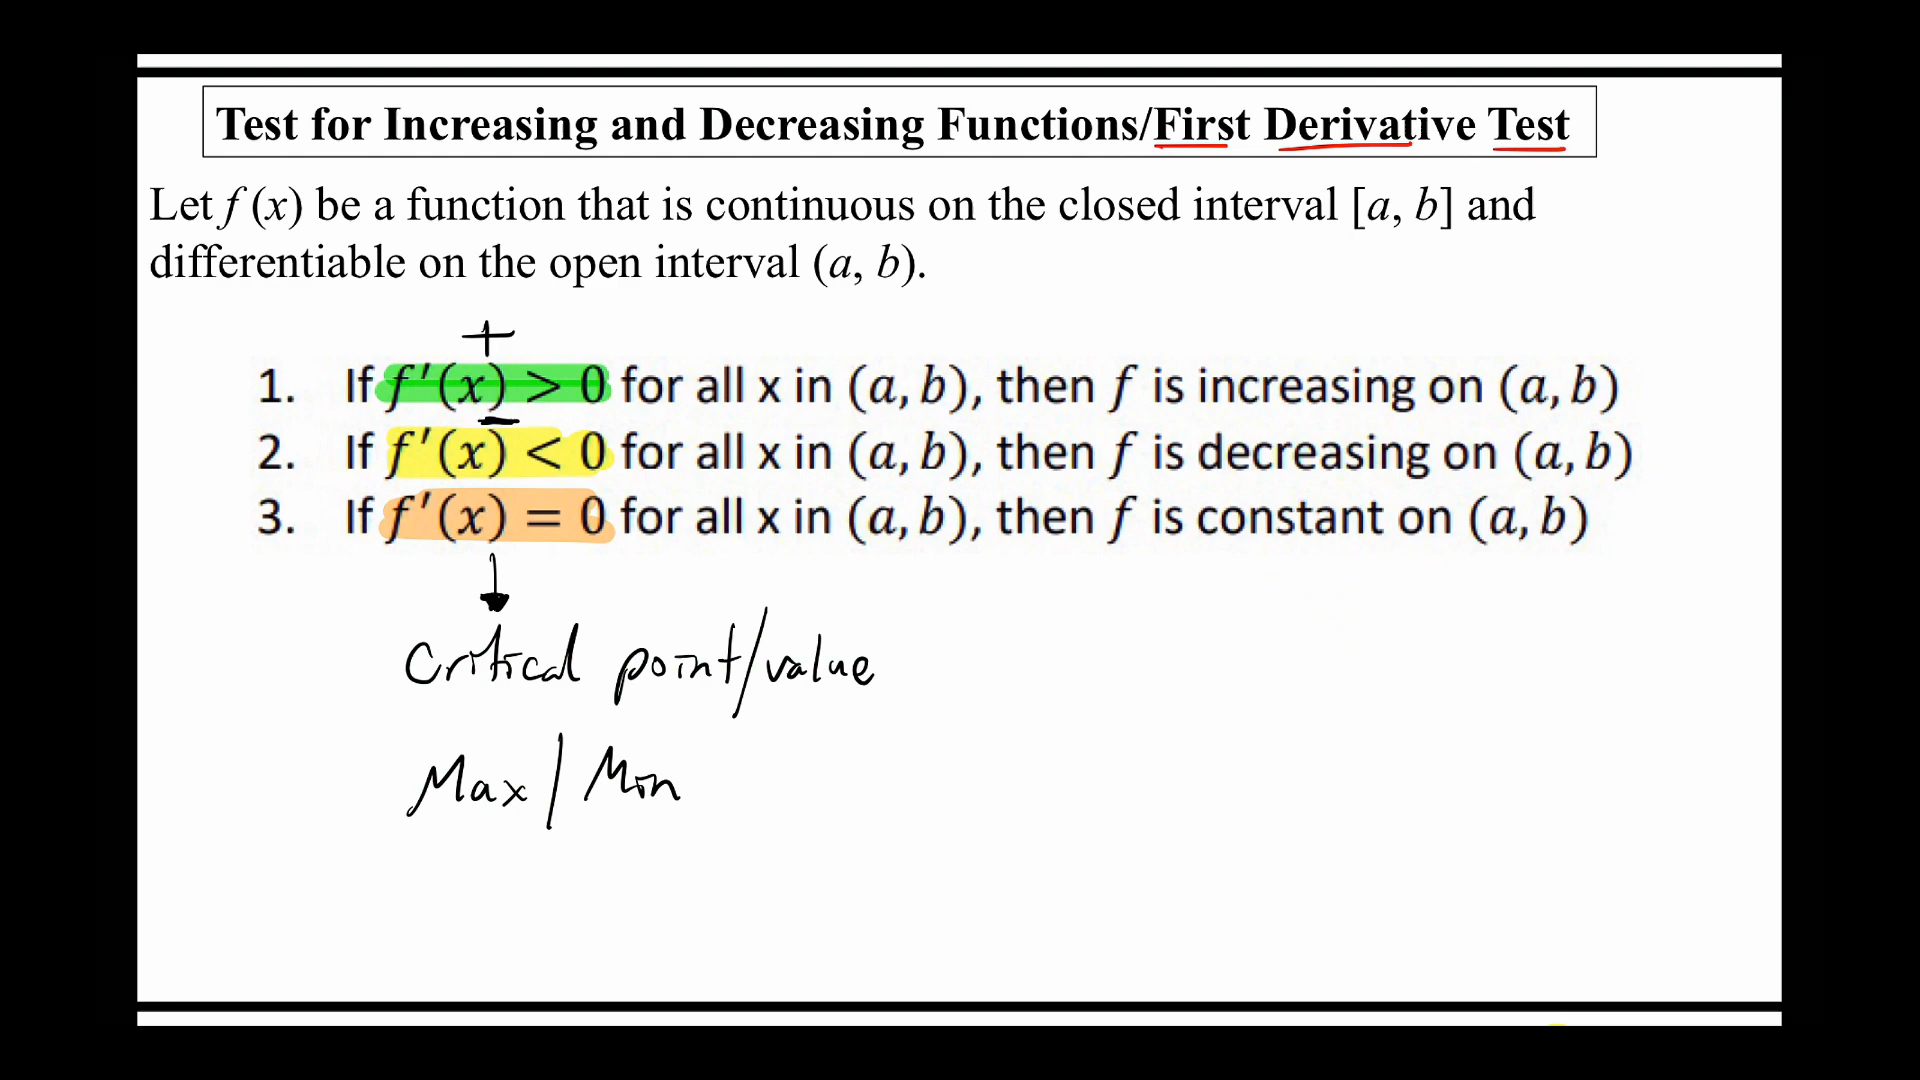 Test for Increasing and Decreasing Functions/First Derivative Test
Let f (x) be a function that is continuous on the closed interval [a, b] and
differentiable on the open interval (a, b).
+
1. If f′(x) > 0 for all x in (a, b), then f is increasing on (a, b)
−
2. If f′(x) < 0 for all x in (a, b), then f is decreasing on (a, b)
3. If f′(x) = 0 for all x in (a, b), then f is constant on (a, b)
Critical point/value
Max / Min